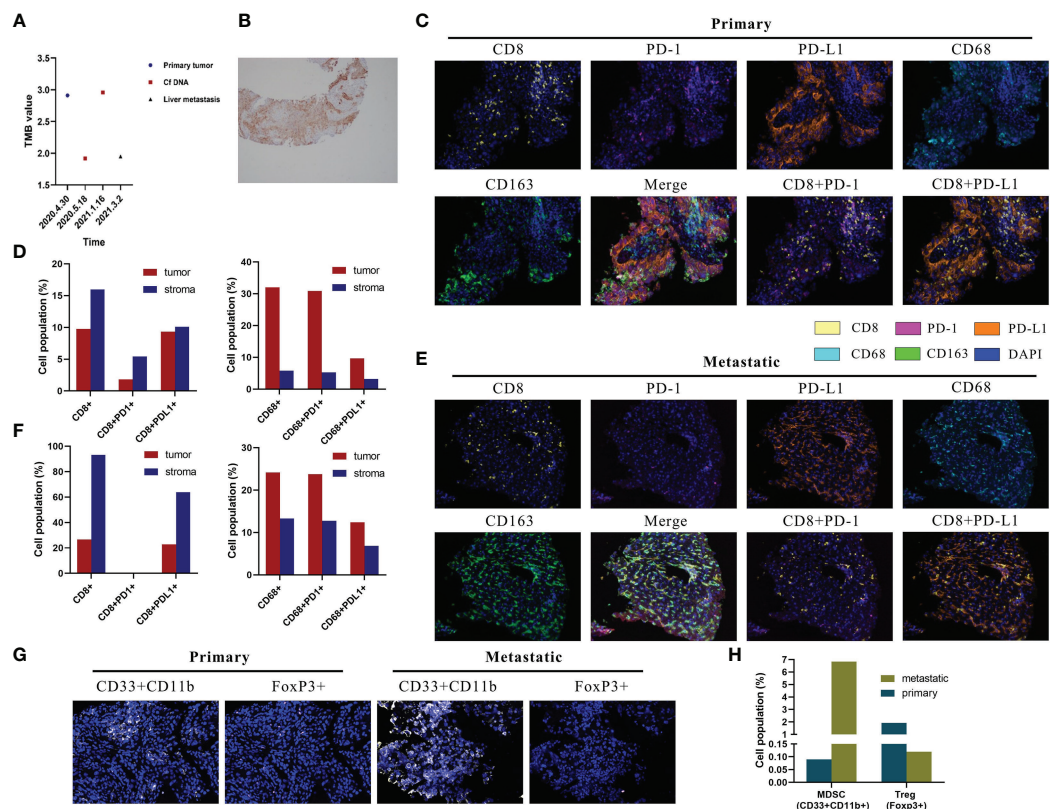 A
TMB value
3.5
3.0
2.5
2.0
1.5
2020.4.30
2020.5.18
2021.1.16
2021.3.2
Time
Primary tumor
Cf DNA
Liver metastasis
B
C
Primary
CD8
PD-1
PD-L1
CD68
CD163
Merge
CD8+PD-1
CD8+PD-L1
CD8
PD-1
PD-L1
CD68
CD163
DAPI
D
Cell population (%)
20
15
10
5
0
tumor
stroma
CD8+
CD8+PD1+
CD8+PDL1+
Cell population (%)
40
30
20
10
0
tumor
stroma
CD68+
CD68+PD1+
CD68+PDL1+
E
Metastatic
CD8
PD-1
PD-L1
CD68
CD163
Merge
CD8+PD-1
CD8+PD-L1
F
Cell population (%)
100
80
60
40
20
0
tumor
stroma
CD8+
CD8+PD1+
CD8+PDL1+
Cell population (%)
30
20
10
0
tumor
stroma
CD68+
CD68+PD1+
CD68+PDL1+
G
Primary
Metastatic
CD33+CD11b
FoxP3+
CD33+CD11b
FoxP3+
H
Cell population (%)
7
6
5
4
3
2
1
0.15
0.10
0.05
0.00
metastatic
primary
MDSC
(CD33+CD11b+)
Treg
(Foxp3+)